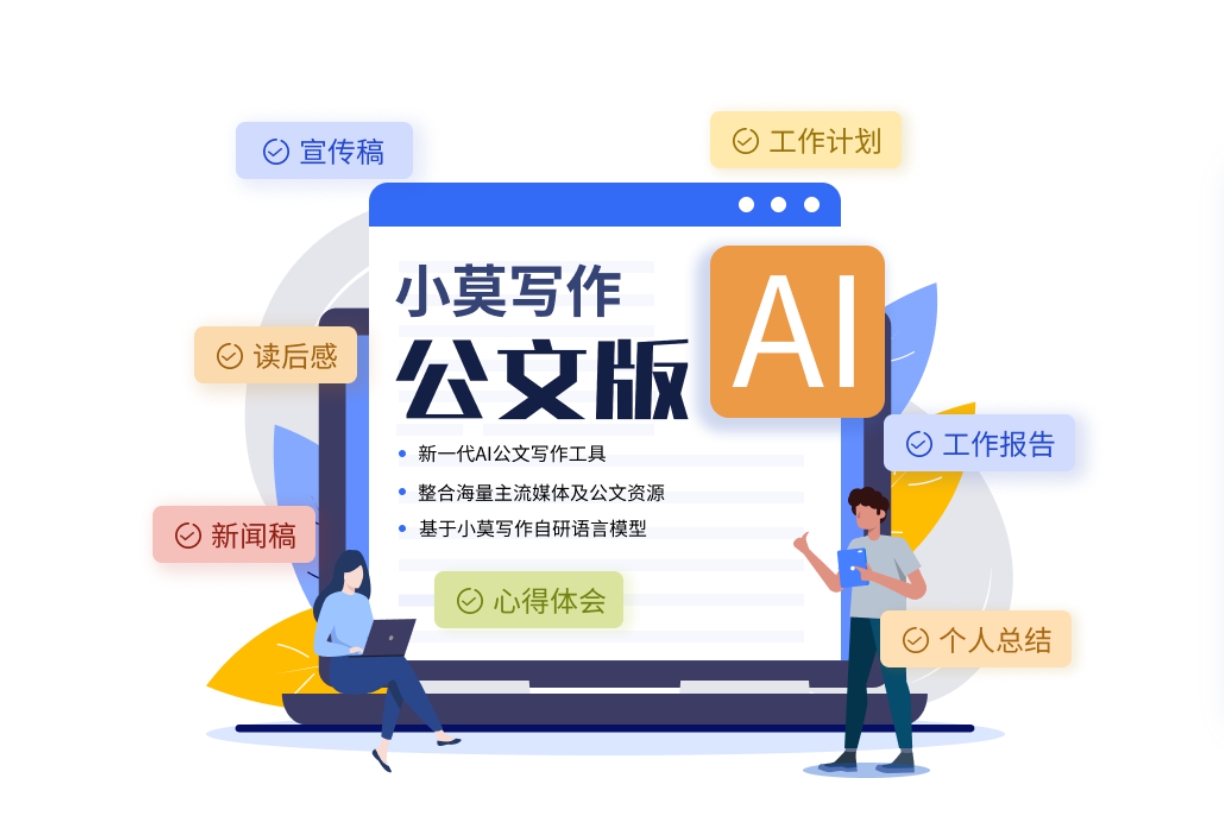 宣传稿
工作计划
小莫写作
公文版
AI
读后感
新一代AI公文写作工具
工作报告
整合海量主流媒体及公文资源
新闻稿
基于小莫写作自研语言模型
心得体会
个人总结